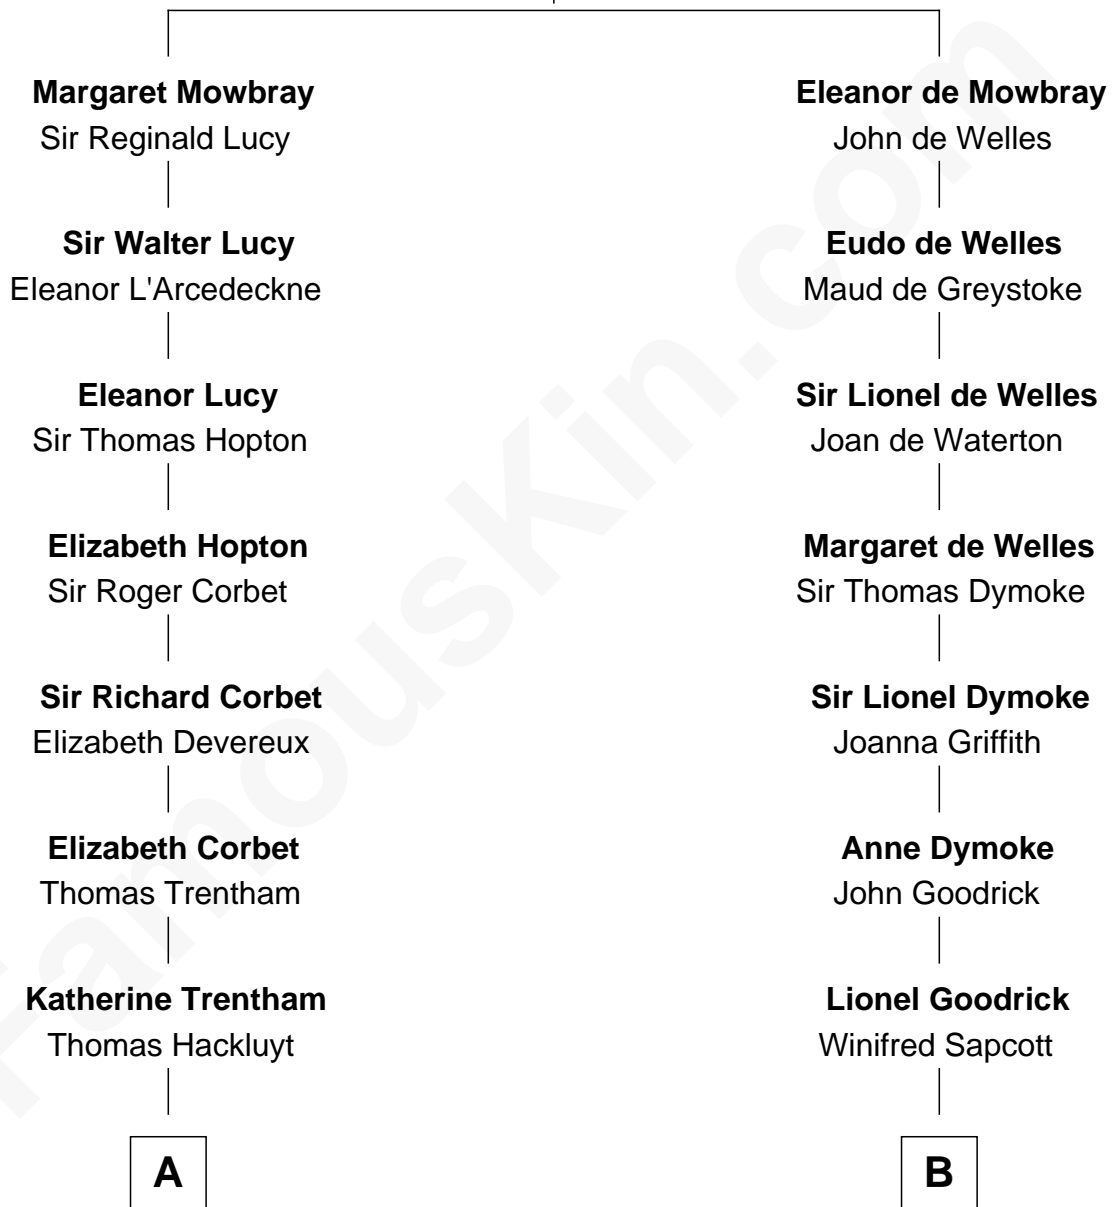 Margaret Mowbray
Sir Reginald Lucy
Eleanor de Mowbray
John de Welles
Sir Walter Lucy
Eleanor L'Arcedeckne
Eudo de Welles
Maud de Greystoke
Eleanor Lucy
Sir Thomas Hopton
Sir Lionel de Welles
Joan de Waterton
Elizabeth Hopton
Sir Roger Corbet
Margaret de Welles
Sir Thomas Dymoke
Sir Richard Corbet
Elizabeth Devereux
Sir Lionel Dymoke
Joanna Griffith
Elizabeth Corbet
Thomas Trentham
Anne Dymoke
John Goodrick
Katherine Trentham
Thomas Hackluyt
Lionel Goodrick
Winifred Sapcott
A
B
FamousKin.com